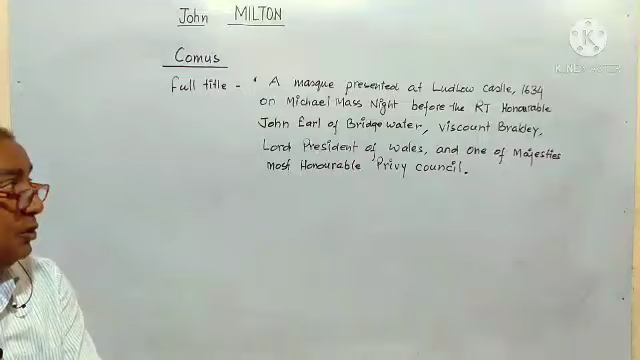 John MILTON
Comus
Full title - ' A masque presented at Ludlow Castle, 1634
on Michael Mass Night before the RT Honourable
John Earl of Bridgewater, Viscount Brakley,
Lord President of Wales, and one of Majesties
most Honourable Privy council.
KINEMASTER